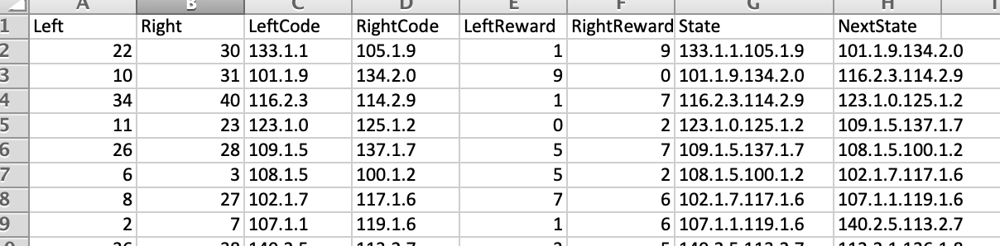 A B C D E F G H
1 Left Right LeftCode RightCode LeftReward RightReward State NextState
2 22 30 133.1.1 105.1.9 1 9 133.1.1.105.1.9 101.1.9.134.2.0
3 10 31 101.1.9 134.2.0 9 0 101.1.9.134.2.0 116.2.3.114.2.9
4 34 40 116.2.3 114.2.9 1 7 116.2.3.114.2.9 123.1.0.125.1.2
5 11 23 123.1.0 125.1.2 0 2 123.1.0.125.1.2 109.1.5.137.1.7
6 26 28 109.1.5 137.1.7 5 7 109.1.5.137.1.7 108.1.5.100.1.2
7 6 3 108.1.5 100.1.2 5 2 108.1.5.100.1.2 102.1.7.117.1.6
8 8 27 102.1.7 117.1.6 7 6 102.1.7.117.1.6 107.1.1.119.1.6
9 2 7 107.1.1 119.1.6 1 6 107.1.1.119.1.6 140.2.5.113.2.7